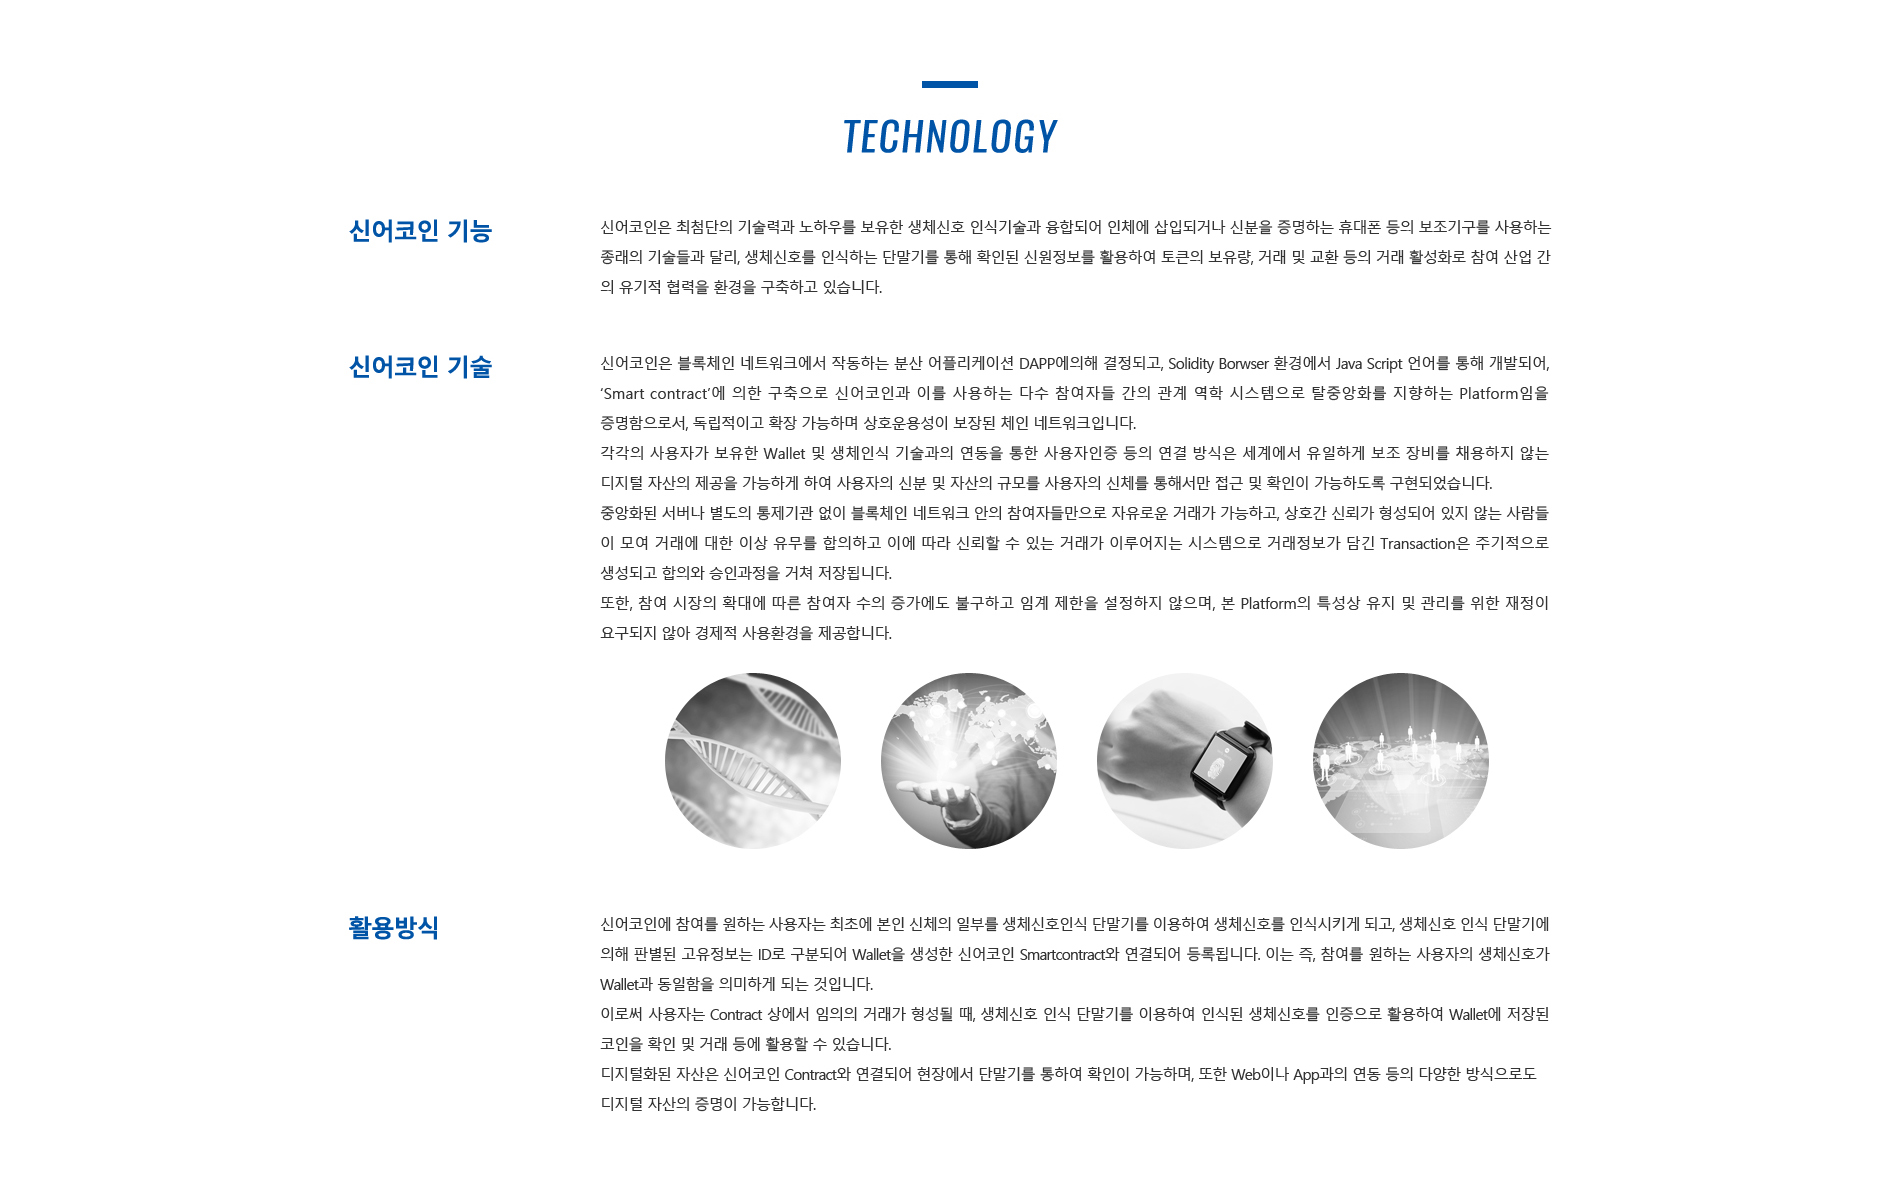 TECHNOLOGY
신어코인 기능
신어코인은 최첨단의 기술력과 노하우를 보유한 생체신호 인식기술과 융합되어 인체에 삽입되거나 신분을 증명하는 휴대폰 등의 보조기구를 사용하는
종래의 기술들과 달리, 생체신호를 인식하는 단말기를 통해 확인된 신원정보를 활용하여 토큰의 보유량, 거래 및 교환 등의 거래 활성화로 참여 산업 간
의 유기적 협력을 환경을 구축하고 있습니다.
신어코인 기술
신어코인은 블록체인 네트워크에서 작동하는 분산 어플리케이션 DAPP에의해 결정되고, Solidity Borwser 환경에서 Java Script 언어를 통해 개발되어,
‘Smart contract’에 의한 구축으로 신어코인과 이를 사용하는 다수 참여자들 간의 관계 역학 시스템으로 탈중앙화를 지향하는 Platform임을
증명함으로서, 독립적이고 확장 가능하며 상호운용성이 보장된 체인 네트워크입니다.
각각의 사용자가 보유한 Wallet 및 생체인식 기술과의 연동을 통한 사용자인증 등의 연결 방식은 세계에서 유일하게 보조 장비를 채용하지 않는
디지털 자산의 제공을 가능하게 하여 사용자의 신분 및 자산의 규모를 사용자의 신체를 통해서만 접근 및 확인이 가능하도록 구현되었습니다.
중앙화된 서버나 별도의 통제기관 없이 블록체인 네트워크 안의 참여자들만으로 자유로운 거래가 가능하고, 상호간 신뢰가 형성되어 있지 않는 사람들
이 모여 거래에 대한 이상 유무를 합의하고 이에 따라 신뢰할 수 있는 거래가 이루어지는 시스템으로 거래정보가 담긴 Transaction은 주기적으로
생성되고 합의와 승인과정을 거쳐 저장됩니다.
또한, 참여 시장의 확대에 따른 참여자 수의 증가에도 불구하고 임계 제한을 설정하지 않으며, 본 Platform의 특성상 유지 및 관리를 위한 재정이
요구되지 않아 경제적 사용환경을 제공합니다.
활용방식
신어코인에 참여를 원하는 사용자는 최초에 본인 신체의 일부를 생체신호인식 단말기를 이용하여 생체신호를 인식시키게 되고, 생체신호 인식 단말기에
의해 판별된 고유정보는 ID로 구분되어 Wallet을 생성한 신어코인 Smartcontract와 연결되어 등록됩니다. 이는 즉, 참여를 원하는 사용자의 생체신호가
Wallet과 동일함을 의미하게 되는 것입니다.
이로써 사용자는 Contract 상에서 임의의 거래가 형성될 때, 생체신호 인식 단말기를 이용하여 인식된 생체신호를 인증으로 활용하여 Wallet에 저장된
코인을 확인 및 거래 등에 활용할 수 있습니다.
디지털화된 자산은 신어코인 Contract와 연결되어 현장에서 단말기를 통하여 확인이 가능하며, 또한 Web이나 App과의 연동 등의 다양한 방식으로도
디지털 자산의 증명이 가능합니다.